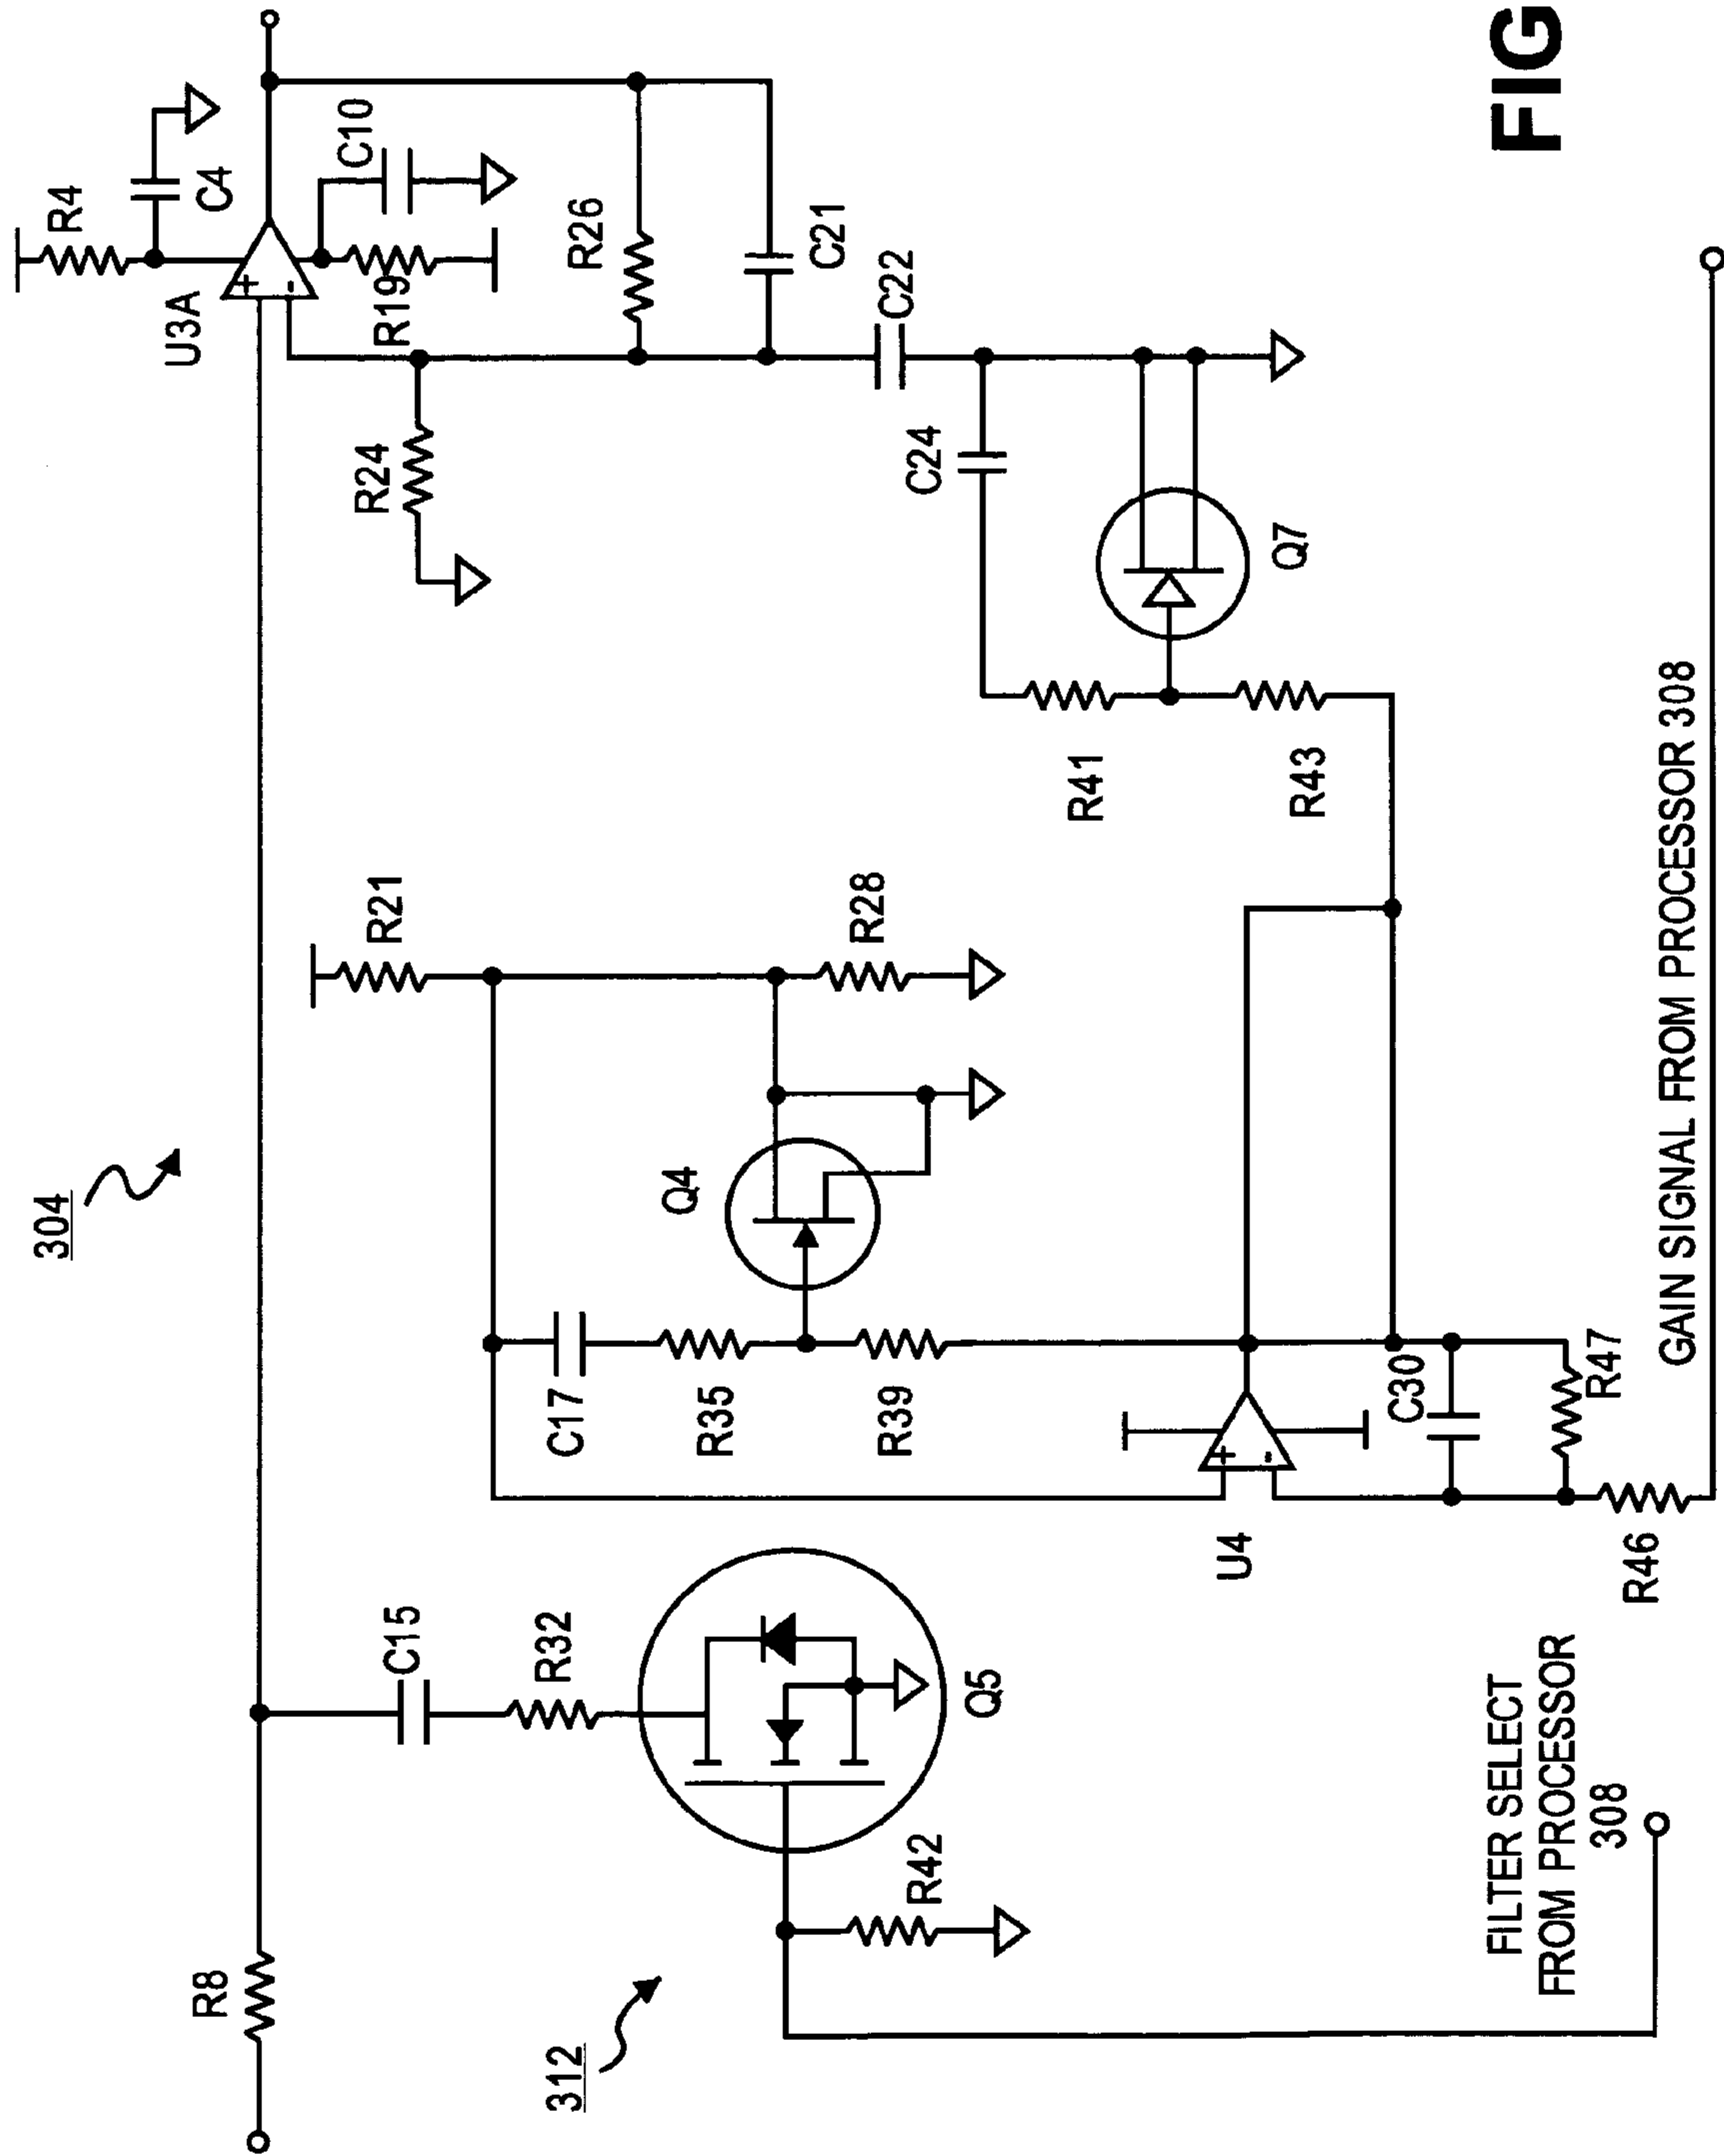 304
R8
312
C15
R32
Q5
R42
FILTER SELECT
FROM PROCESSOR
308
R21
C17
R35
Q4
R28
R39
U4
+
-
C30
R47
R46
GAIN SIGNAL FROM PROCESSOR 308
R4
C4
U3A
+
-
C10
R19
R26
R24
C21
C22
C24
Q7
R41
R43
FIG